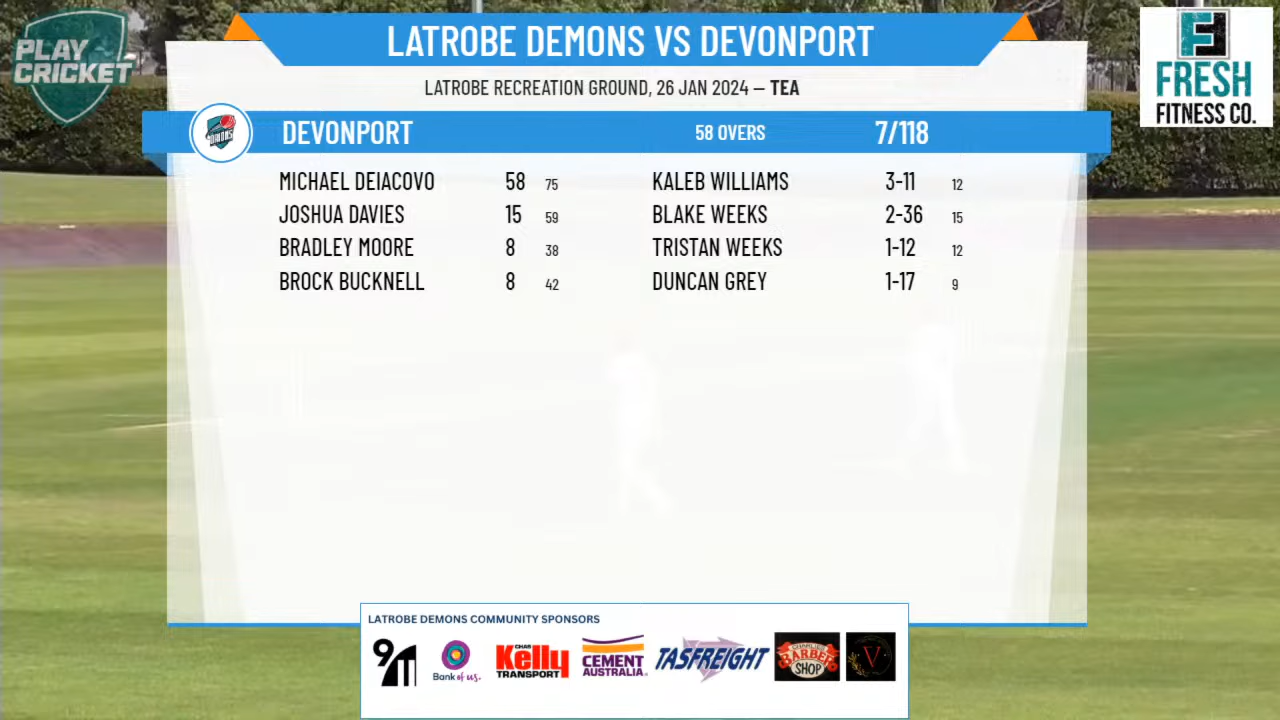 PLAY
CRICKET
LATROBE DEMONS VS DEVONPORT
FRESH
FITNESS CO.
LATROBE RECREATION GROUND, 26 JAN 2024 – TEA
DEVONPORT 58 OVERS 7/118
MICHAEL DEIACOVO 58 75 KALEB WILLIAMS 3-11 12
JOSHUA DAVIES 15 59 BLAKE WEEKS 2-36 15
BRADLEY MOORE 8 38 TRISTAN WEEKS 1-12 12
BROCK BUCKNELL 8 42 DUNCAN GREY 1-17 9
LATROBE DEMONS COMMUNITY SPONSORS
Bank of us.
CHAS
Kelly
TRANSPORT
CEMENT
AUSTRALIA
TASFREIGHT
CHARLIE'S
BARBER
SHOP
V